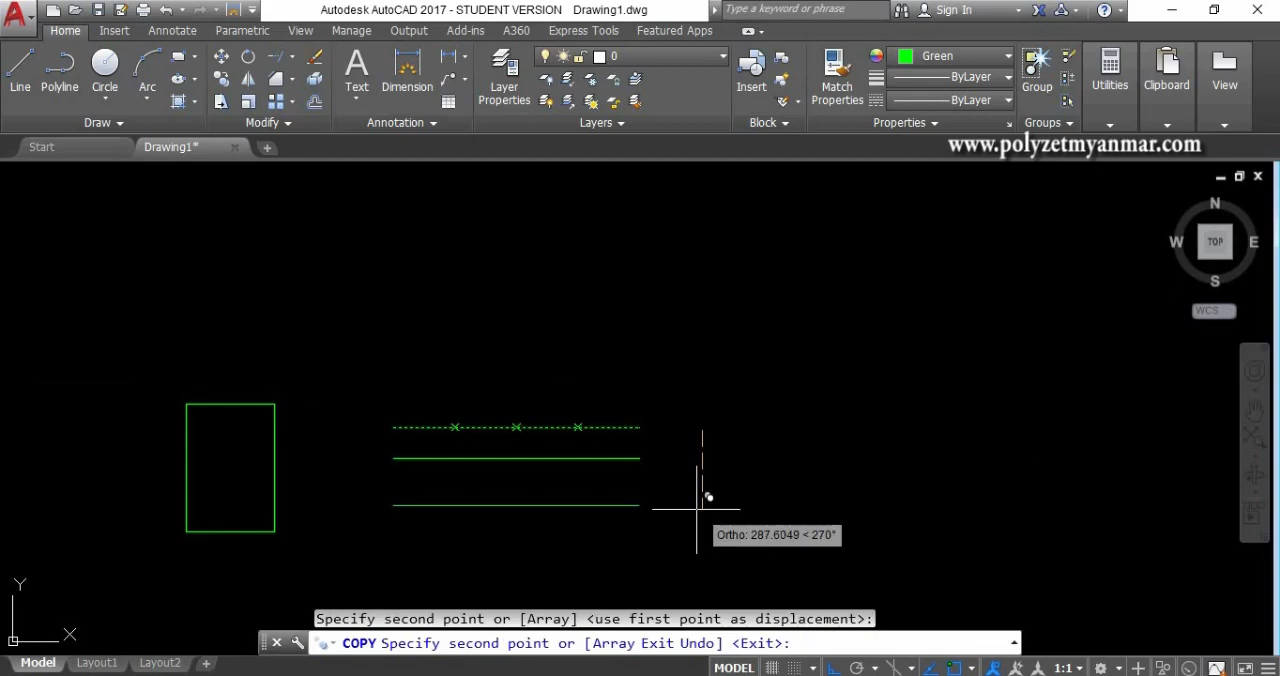 Autodesk AutoCAD 2017 - STUDENT VERSION Drawing1.dwg
Type a keyword or phrase
Sign In
Home Insert Annotate Parametric View Manage Output Add-ins A360 Express Tools Featured Apps
0
Green
ByLayer
ByLayer
Line Polyline Circle Arc
Text Dimension
Layer Properties
Insert
Match Properties
Group
Utilities
Clipboard
View
Draw Modify Annotation Layers Block Properties Groups
Start Drawing1*
www.polyzetmyanmar.com
N
W TOP E
S
WCS
Ortho: 287.6049 < 270°
Y
X
Specify second point or [Array] <use first point as displacement>:
COPY Specify second point or [Array Exit Undo] <Exit>:
Model Layout1 Layout2 +
MODEL 1:1